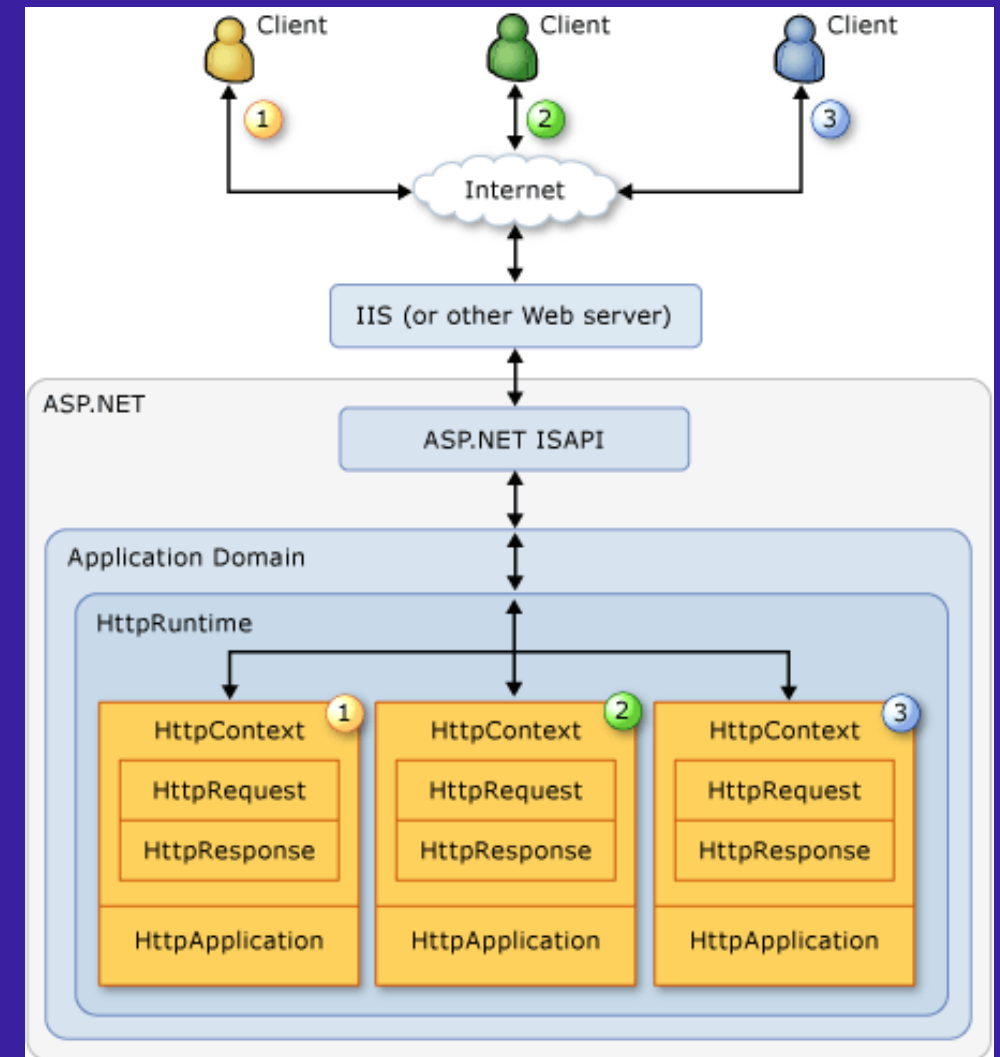 Client
Client
Client
1
2
3
Internet
IIS (or other Web server)
ASP.NET
ASP.NET ISAPI
Application Domain
HttpRuntime
1
2
3
HttpContext
HttpContext
HttpContext
HttpRequest
HttpRequest
HttpRequest
HttpResponse
HttpResponse
HttpResponse
HttpApplication
HttpApplication
HttpApplication